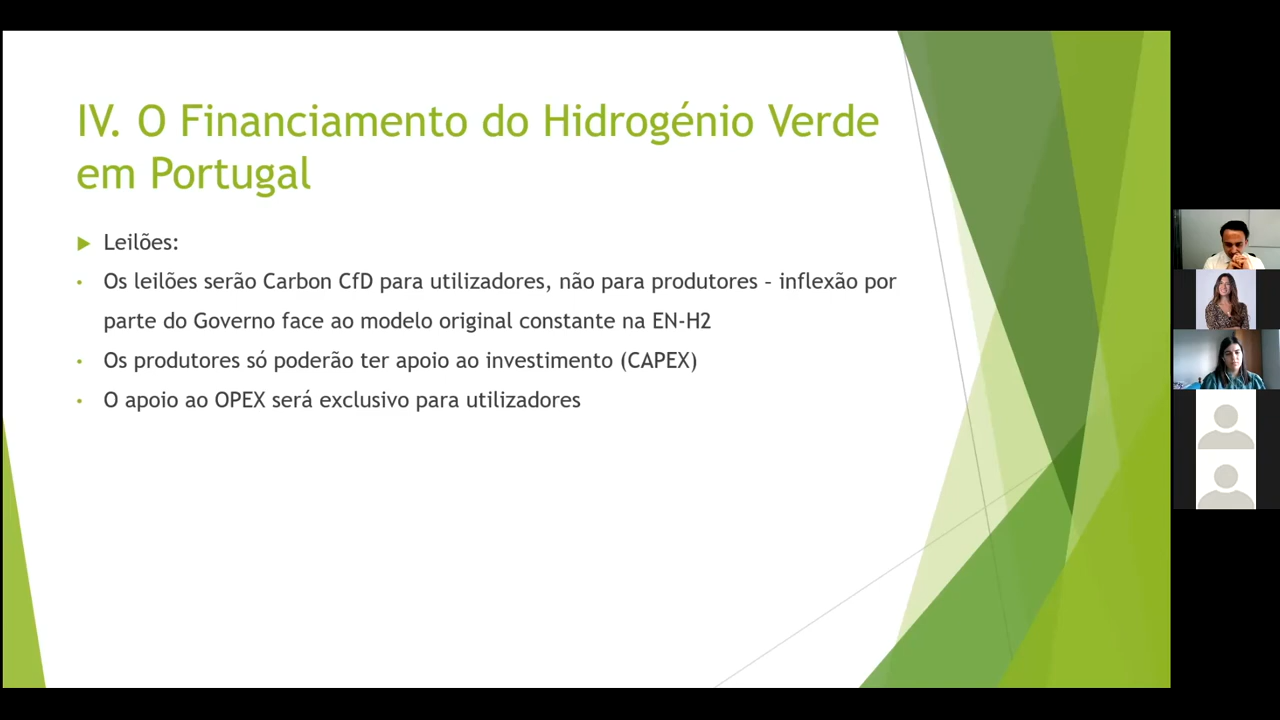 IV. O Financiamento do Hidrogénio Verde
em Portugal
Leilões:
Os leilões serão Carbon CfD para utilizadores, não para produtores – inflexão por
parte do Governo face ao modelo original constante na EN-H2
Os produtores só poderão ter apoio ao investimento (CAPEX)
O apoio ao OPEX será exclusivo para utilizadores